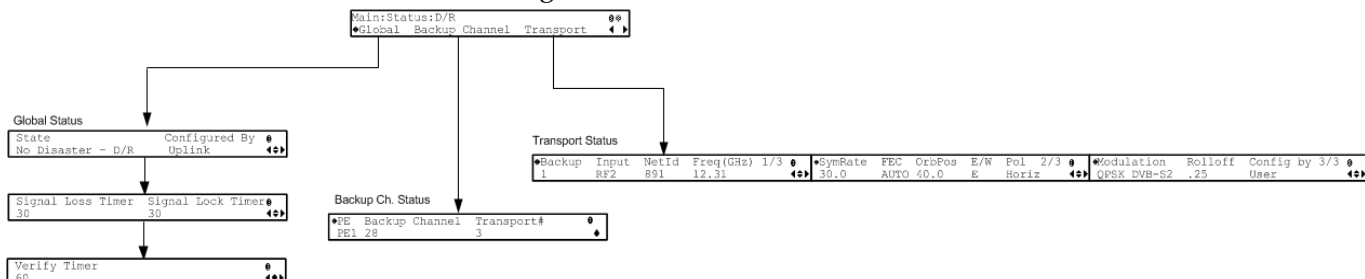 Main:Status:D/R
Global Backup Channel Transport
Global Status
State Configured By
No Disaster - D/R Uplink
Signal Loss Timer Signal Lock Timer
30 30
Verify Timer
60
Backup Ch. Status
PE Backup Channel Transport#
PE1 28 3
Transport Status
Backup Input NetId Freq(GHz) 1/3
1 RF2 891 12.31
SymRate FEC OrbPos E/W Pol 2/3
30.0 AUTO 40.0 E Horiz
Modulation Rolloff Config by 3/3
QPSK DVB-S2 .25 User